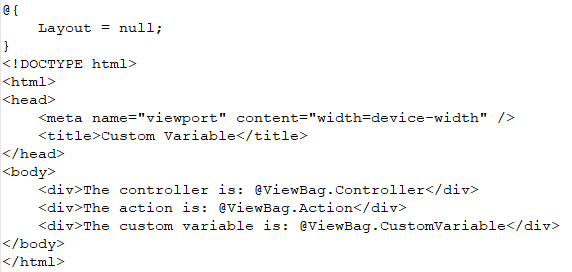 @{
    Layout = null;
}
<!DOCTYPE html>
<html>
<head>
    <meta name="viewport" content="width=device-width" />
    <title>Custom Variable</title>
</head>
<body>
    <div>The controller is: @ViewBag.Controller</div>
    <div>The action is: @ViewBag.Action</div>
    <div>The custom variable is: @ViewBag.CustomVariable</div>
</body>
</html>